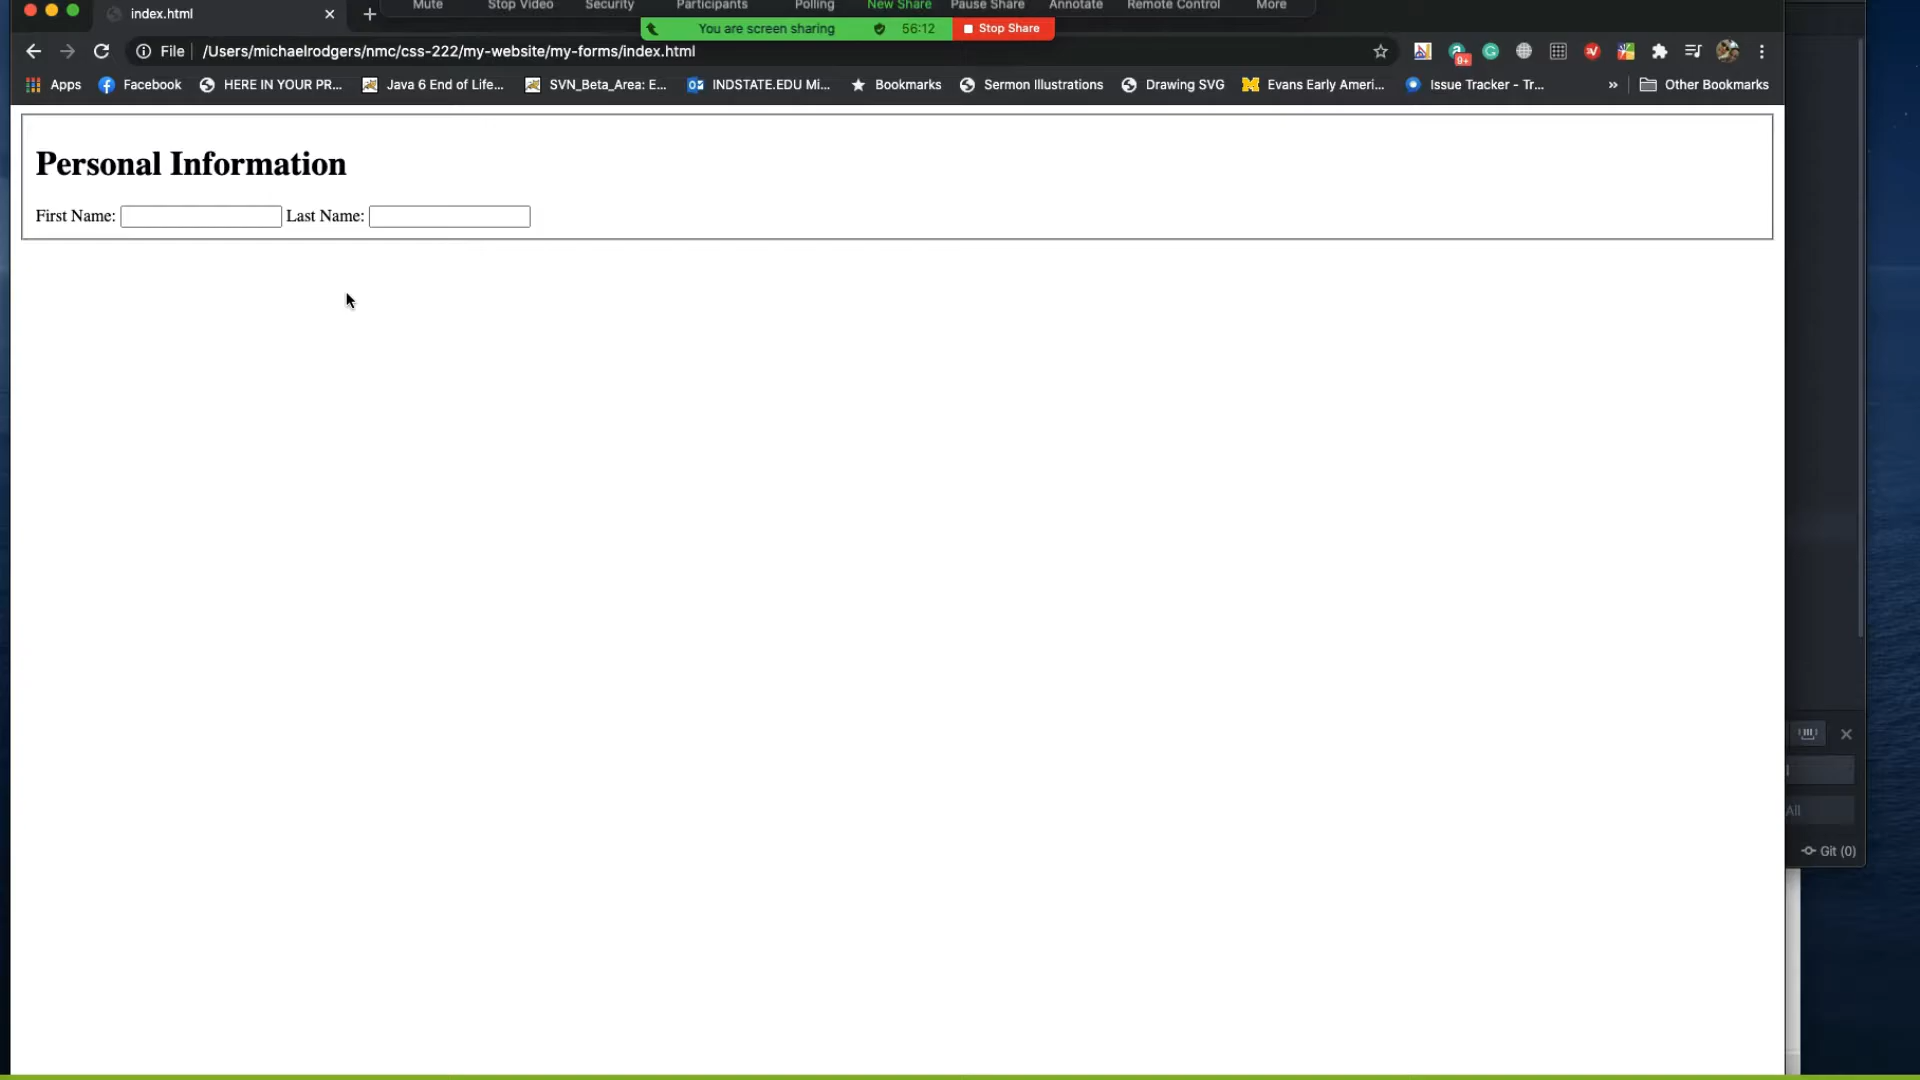 Mute Stop Video Security Participants Polling New Share Pause Share Annotate Remote Control More
index.html
You are screen sharing 56:12 Stop Share
File /Users/michaelrodgers/nmc/css-222/my-website/my-forms/index.html
9+
Apps Facebook HERE IN YOUR PR... Java 6 End of Life... SVN_Beta_Area: E... INDSTATE.EDU Mi... Bookmarks Sermon Illustrations Drawing SVG Evans Early Ameri... Issue Tracker - Tr... » Other Bookmarks
Personal Information
First Name: Last Name:
All
Git (0)